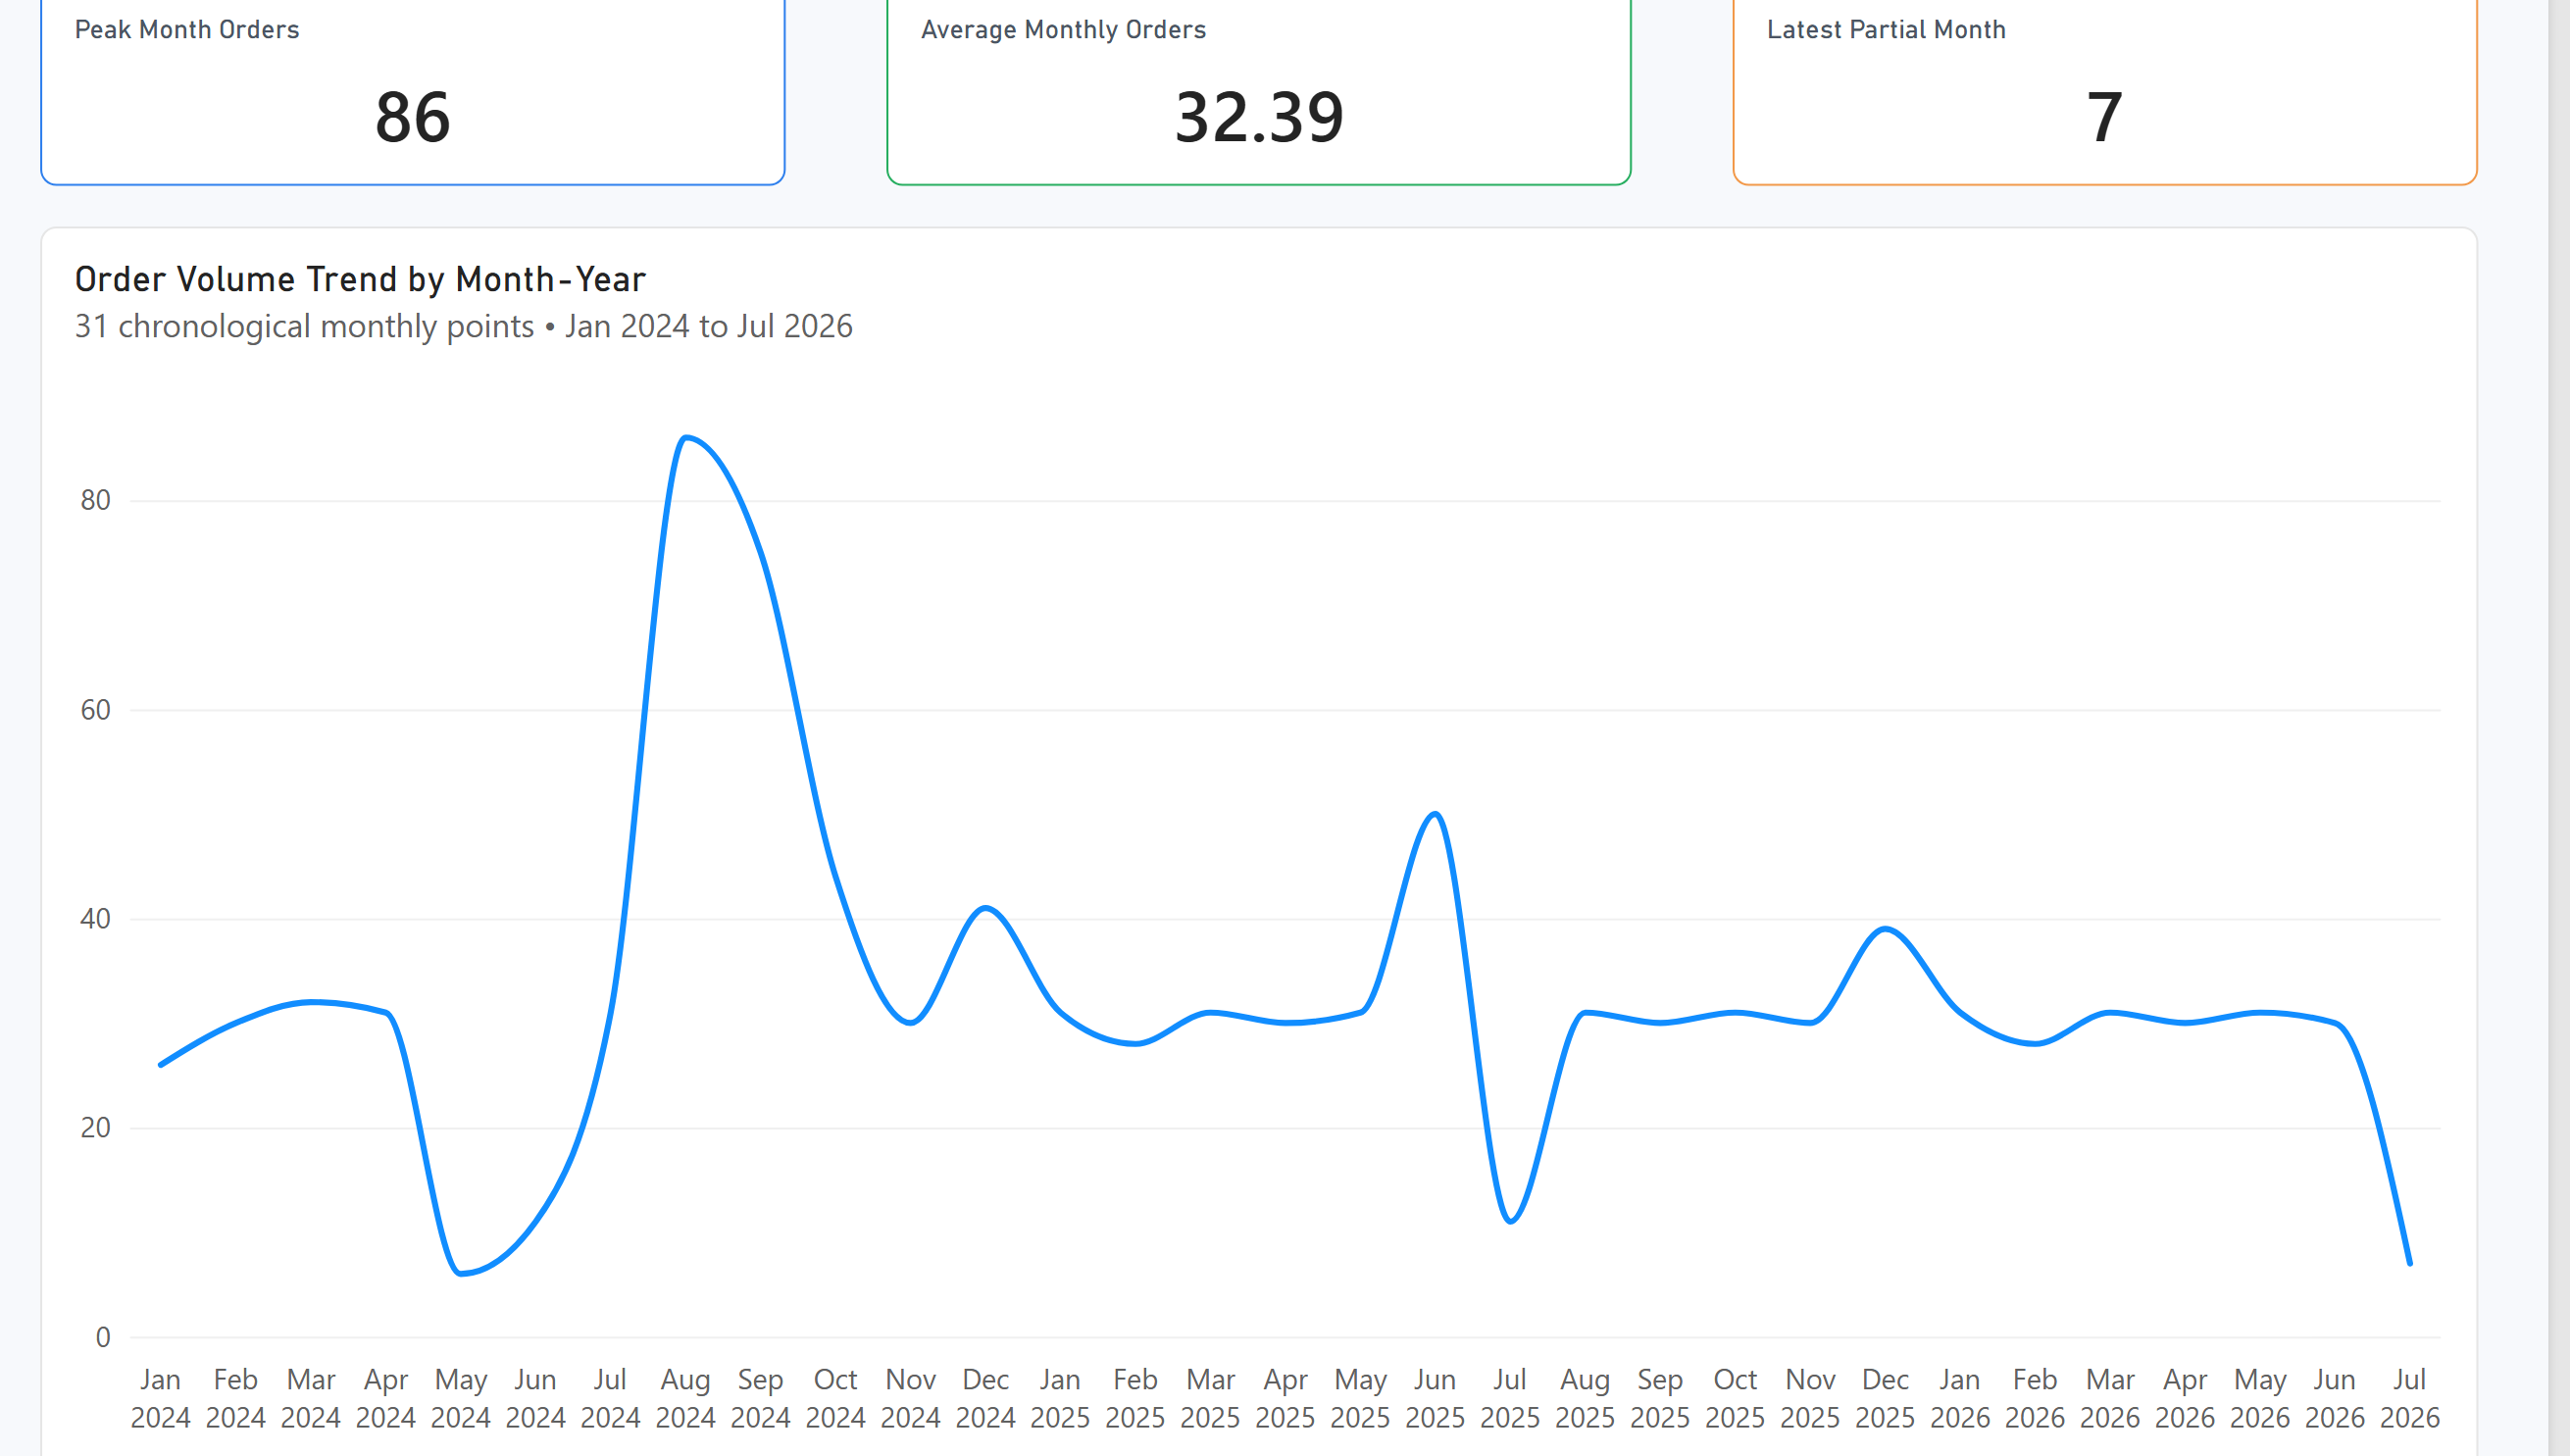 Peak Month Orders
86
Average Monthly Orders
32.39
Latest Partial Month
7
Order Volume Trend by Month-Year
31 chronological monthly points • Jan 2024 to Jul 2026
80
60
40
20
0
Jan Feb Mar Apr May Jun Jul Aug Sep Oct Nov Dec Jan Feb Mar Apr May Jun Jul Aug Sep Oct Nov Dec Jan Feb Mar Apr May Jun Jul
2024 2024 2024 2024 2024 2024 2024 2024 2024 2024 2024 2024 2025 2025 2025 2025 2025 2025 2025 2025 2025 2025 2025 2025 2026 2026 2026 2026 2026 2026 2026